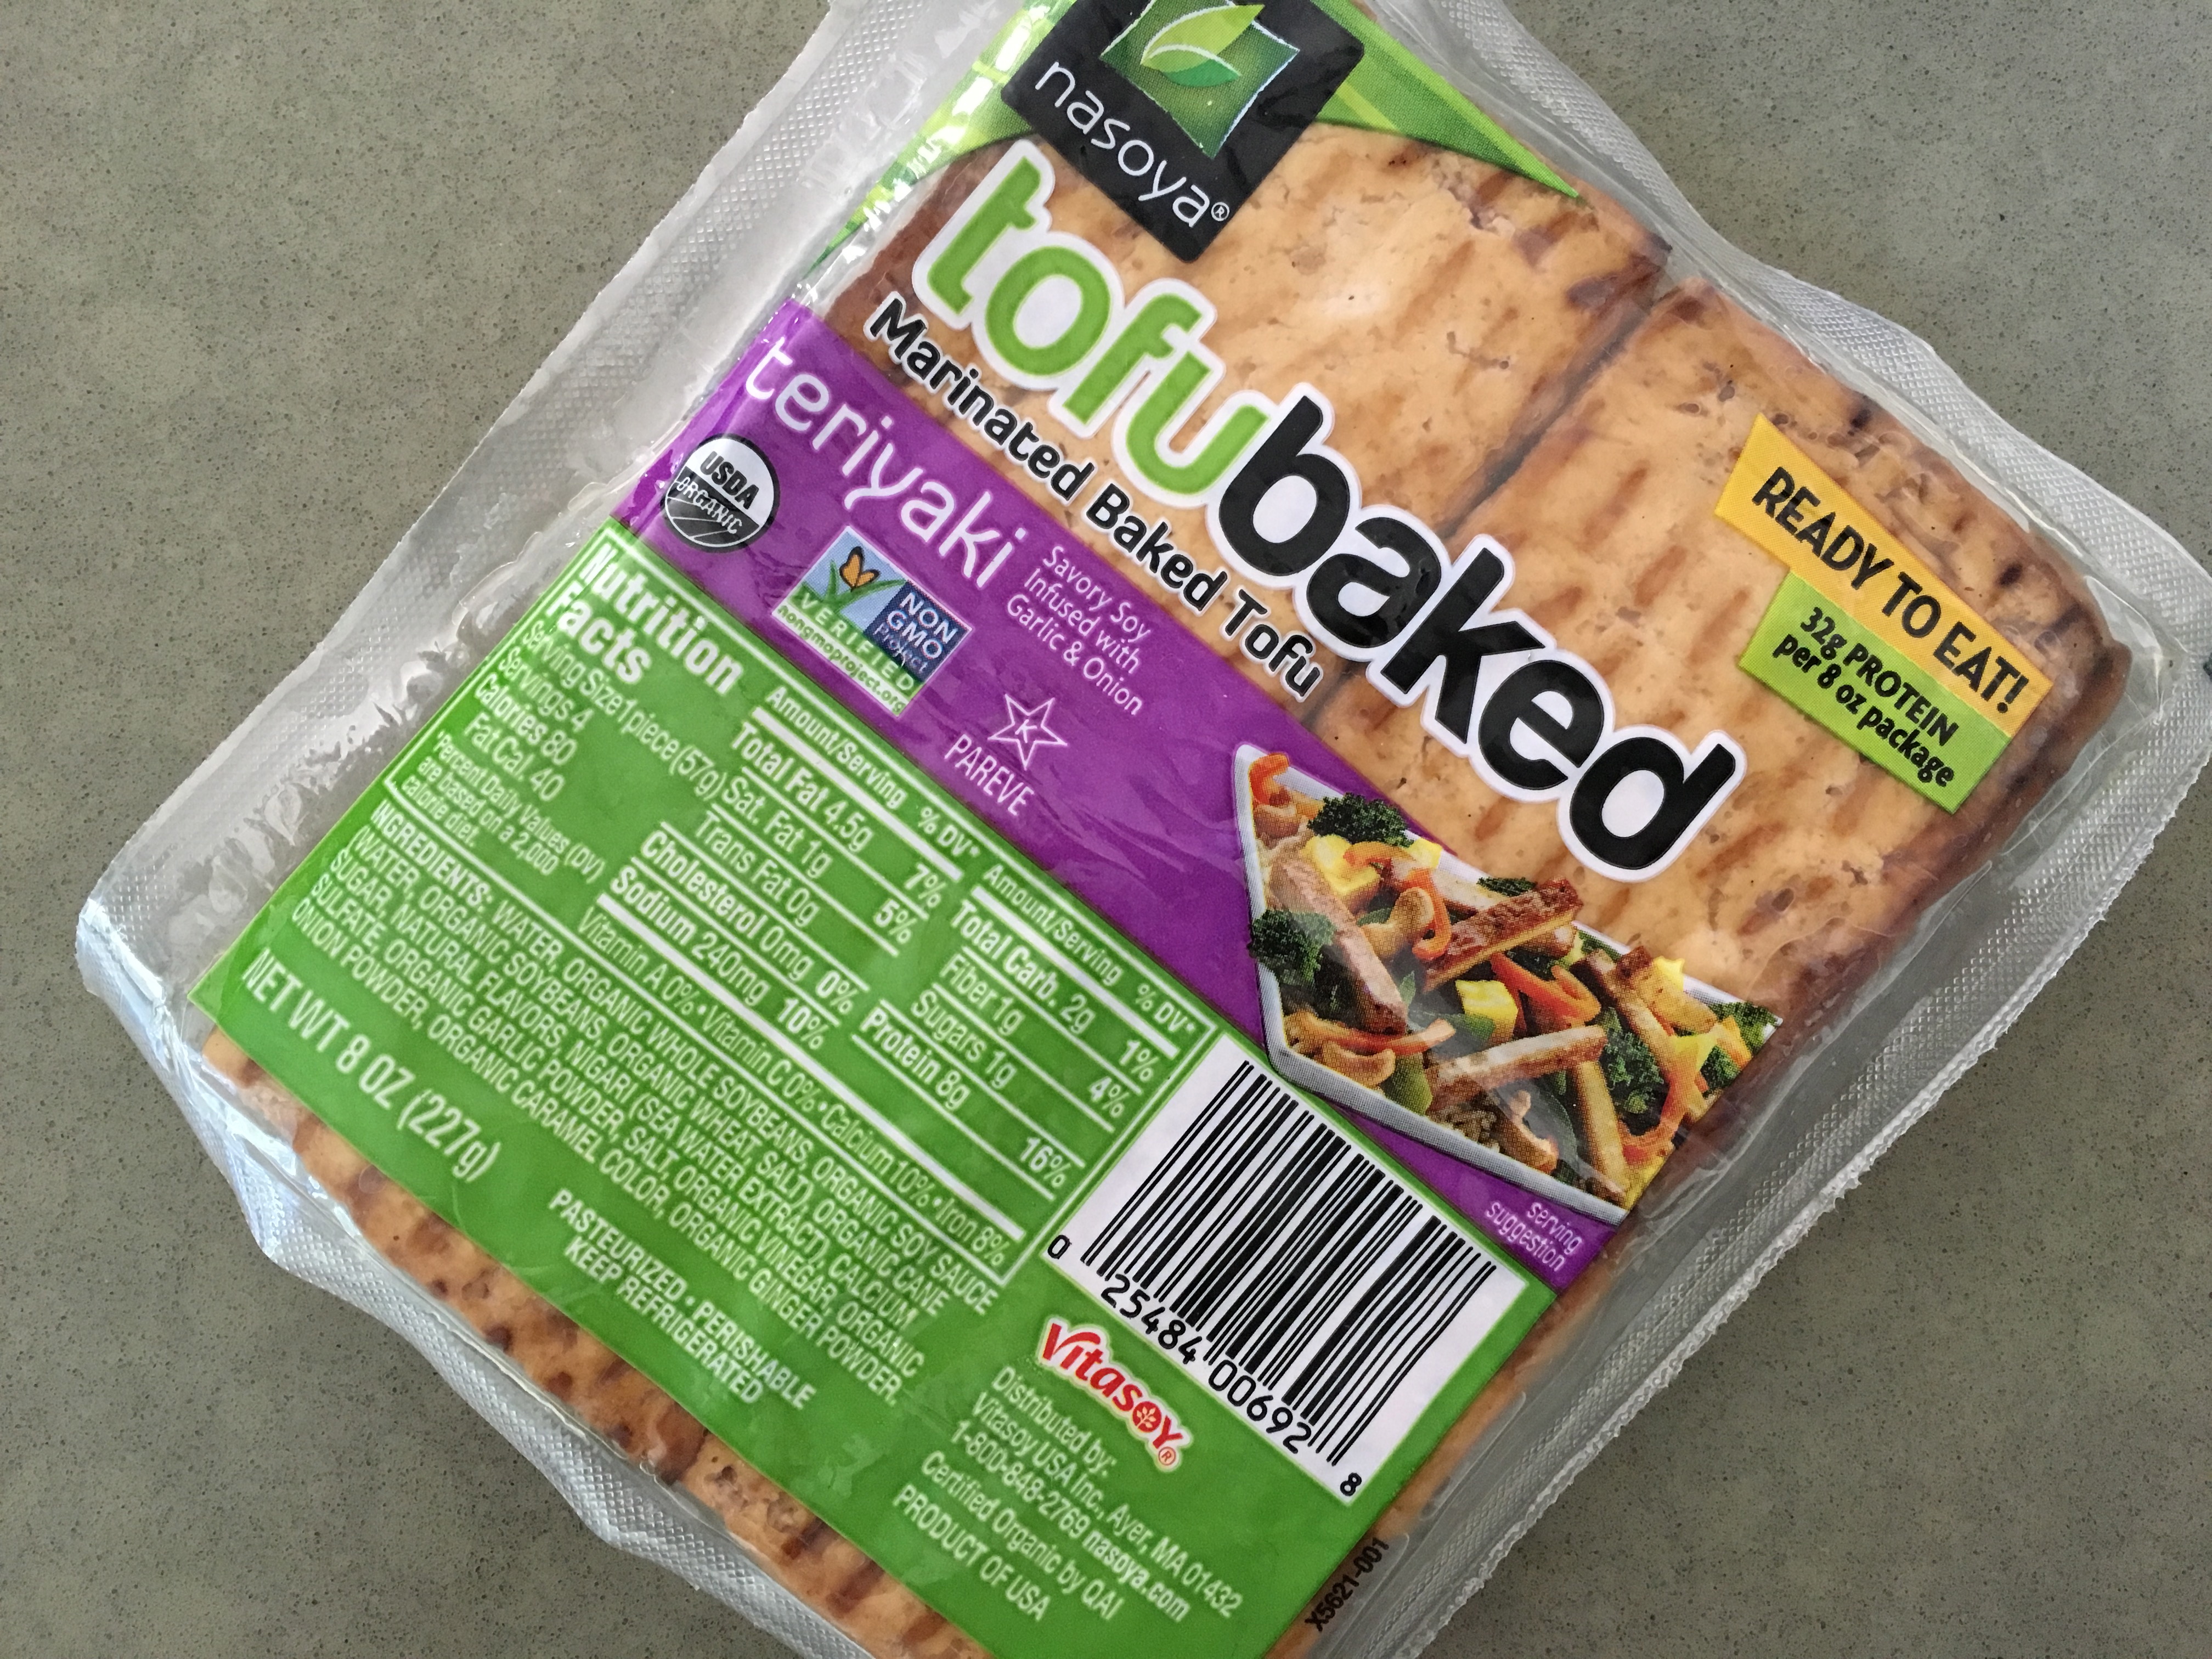 nasoya®
tofubaked
Marinated Baked Tofu
READY TO EAT!
32g PROTEIN
per 8 oz package
teriyaki
Savory Soy
Infused with
Garlic & Onion
USDA
ORGANIC
NON
GMO
Project
VERIFIED
nongmoproject.org
K
PAREVE
serving
suggestion
Nutrition
Facts
Serving Size 1 piece (57g)
Servings 4
Calories 80
Fat Cal. 40
*Percent Daily Values (DV)
are based on a 2,000
calorie diet.
Amount/Serving % DV*
Total Fat 4.5g 7%
Sat. Fat 1g 5%
Trans Fat 0g
Cholesterol 0mg 0%
Sodium 240mg 10%
Amount/Serving % DV*
Total Carb. 2g 1%
Fiber 1g 4%
Sugars 1g
Protein 8g 16%
Vitamin A 0% • Vitamin C 0% • Calcium 10% • Iron 8%
INGREDIENTS: WATER, ORGANIC WHOLE SOYBEANS, ORGANIC SOY SAUCE
(WATER, ORGANIC SOYBEANS, ORGANIC WHEAT, SALT), ORGANIC CANE
SUGAR, NATURAL FLAVORS, NIGARI (SEA WATER EXTRACT), CALCIUM
SULFATE, ORGANIC GARLIC POWDER, SALT, ORGANIC VINEGAR, ORGANIC
ONION POWDER, ORGANIC CARAMEL COLOR, ORGANIC GINGER POWDER.
NET WT 8 OZ (227g)
PASTEURIZED • PERISHABLE
KEEP REFRIGERATED
0 25484 00692 8
Vitasoy®
Distributed by:
Vitasoy USA Inc., Ayer, MA 01432
1-800-848-2769 nasoya.com
Certified Organic by QAI
PRODUCT OF USA
X5621-001